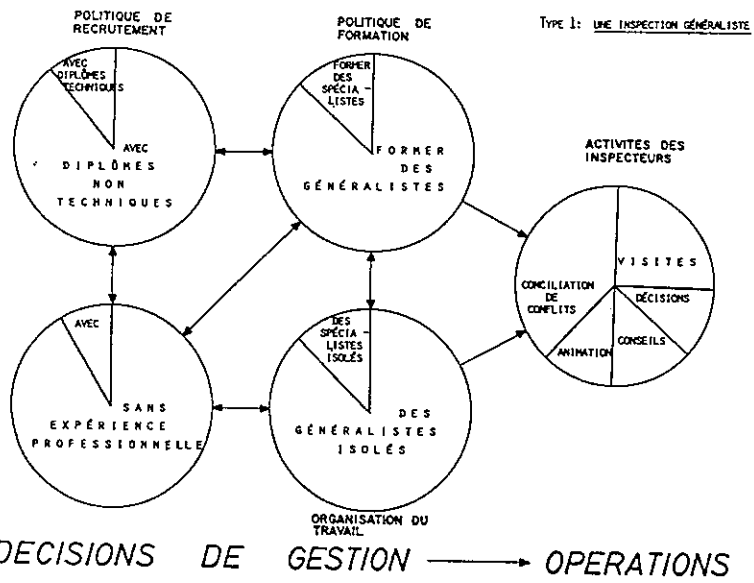 POLITIQUE DE
RECRUTEMENT
POLITIQUE DE
FORMATION
TYPE 1: UNE INSPECTION GÉNÉRALISTE
AVEC
DIPLÔMES
TECHNIQUES
AVEC
DIPLÔMES
NON
TECHNIQUES
FORMER
DES
SPÉCIA-
LISTES
FORMER
DES
GÉNÉRALISTES
ACTIVITÉS DES
INSPECTEURS
VISITES
CONCILIATION
DE
CONFLITS
DÉCISIONS
ANIMATION
CONSEILS
AVEC
SANS
EXPÉRIENCE
PROFESSIONNELLE
DES
SPÉCIA-
LISTES
ISOLÉS
DES
GÉNÉRALISTES
ISOLÉS
ORGANISATION DU
TRAVAIL
DECISIONS DE GESTION OPERATIONS